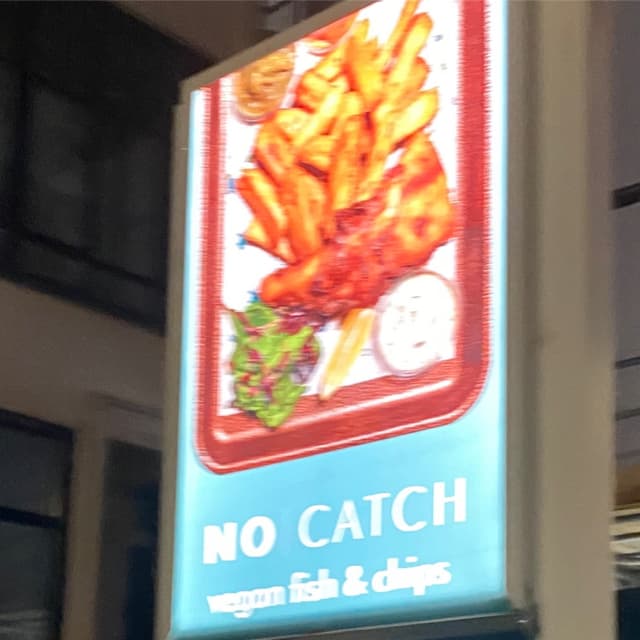 NO CATCH
vegan fish & chips